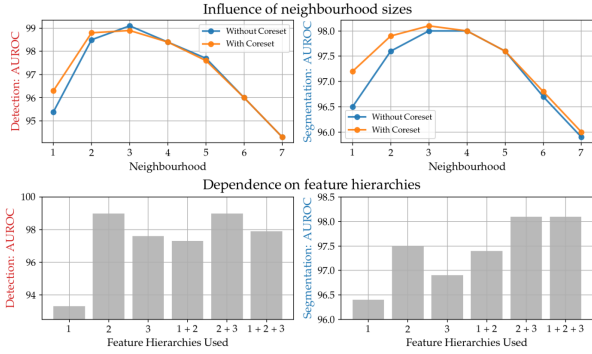 Influence of neighbourhood sizes
Detection: AUROC
99
98
97
96
95
1 2 3 4 5 6 7
Neighbourhood
Without Coreset
With Coreset
Segmentation: AUROC
98.0
97.5
97.0
96.5
96.0
1 2 3 4 5 6 7
Neighbourhood
Without Coreset
With Coreset
Dependence on feature hierarchies
Detection: AUROC
100
98
96
94
1 2 3 1 + 2 2 + 3 1 + 2 + 3
Feature Hierarchies Used
Segmentation: AUROC
98.5
98.0
97.5
97.0
96.5
96.0
1 2 3 1 + 2 2 + 3 1 + 2 + 3
Feature Hierarchies Used